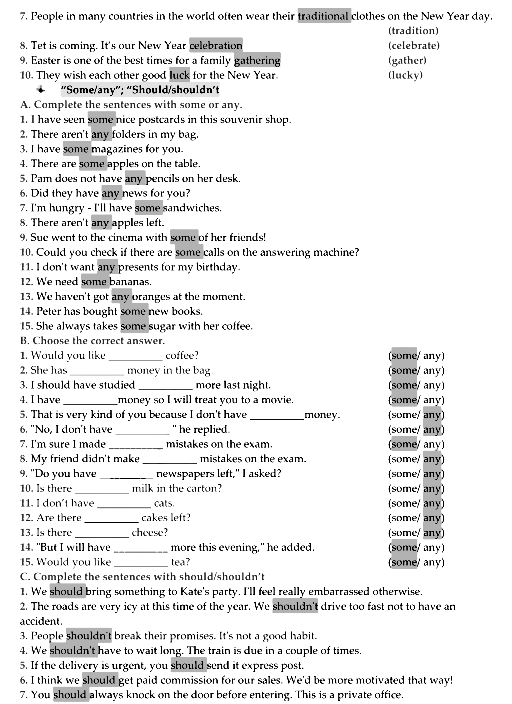 7. People in many countries in the world often wear their traditional clothes on the New Year day.
(tradition)
8. Tet is coming. It's our New Year celebration (celebrate)
9. Easter is one of the best times for a family gathering (gather)
10. They wish each other good luck for the New Year. (lucky)
"Some/any"; "Should/shouldn't
A. Complete the sentences with some or any.
1. I have seen some nice postcards in this souvenir shop.
2. There aren't any folders in my bag.
3. I have some magazines for you.
4. There are some apples on the table.
5. Pam does not have any pencils on her desk.
6. Did they have any news for you?
7. I'm hungry - I'll have some sandwiches.
8. There aren't any apples left.
9. Sue went to the cinema with some of her friends!
10. Could you check if there are some calls on the answering machine?
11. I don't want any presents for my birthday.
12. We need some bananas.
13. We haven't got any oranges at the moment.
14. Peter has bought some new books.
15. She always takes some sugar with her coffee.
B. Choose the correct answer.
1. Would you like _________ coffee? (some/ any)
2. She has _________ money in the bag (some/ any)
3. I should have studied _________ more last night. (some/ any)
4. I have _________money so I will treat you to a movie. (some/ any)
5. That is very kind of you because I don't have _________money. (some/ any)
6. "No, I don't have _________ " he replied. (some/ any)
7. I'm sure I made _________ mistakes on the exam. (some/ any)
8. My friend didn't make _________ mistakes on the exam. (some/ any)
9. "Do you have _________ newspapers left," I asked? (some/ any)
10. Is there _________ milk in the carton? (some/ any)
11. I don't have _________ cats. (some/ any)
12. Are there _________ cakes left? (some/ any)
13. Is there _________ cheese? (some/ any)
14. "But I will have _________ more this evening," he added. (some/ any)
15. Would you like _________ tea? (some/ any)
C. Complete the sentences with should/shouldn't
1. We should bring something to Kate's party. I'll feel really embarrassed otherwise.
2. The roads are very icy at this time of the year. We shouldn't drive too fast not to have an
accident.
3. People shouldn't break their promises. It's not a good habit.
4. We shouldn't have to wait long. The train is due in a couple of times.
5. If the delivery is urgent, you should send it express post.
6. I think we should get paid commission for our sales. We'd be more motivated that way!
7. You should always knock on the door before entering. This is a private office.